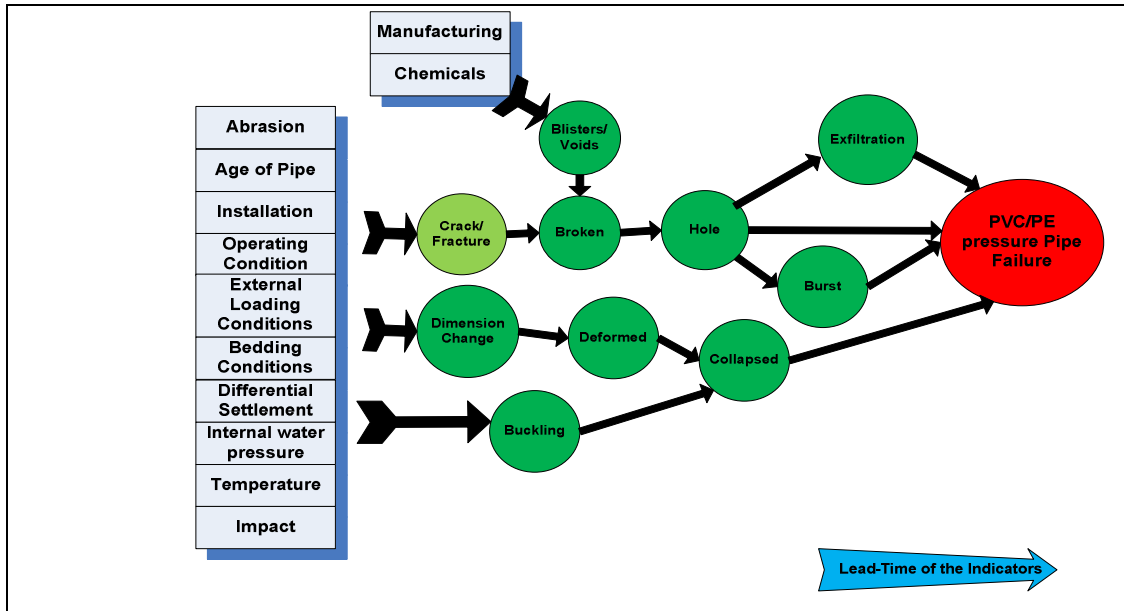 Manufacturing
Chemicals
Abrasion
Age of Pipe
Installation
Operating
Condition
External
Loading
Conditions
Bedding
Conditions
Differential
Settlement
Internal water
pressure
Temperature
Impact
Blisters/
Voids
Crack/
Fracture
Broken
Hole
Exfiltration
Burst
PVC/PE
pressure Pipe
Failure
Dimension
Change
Deformed
Collapsed
Buckling
Lead-Time of the Indicators